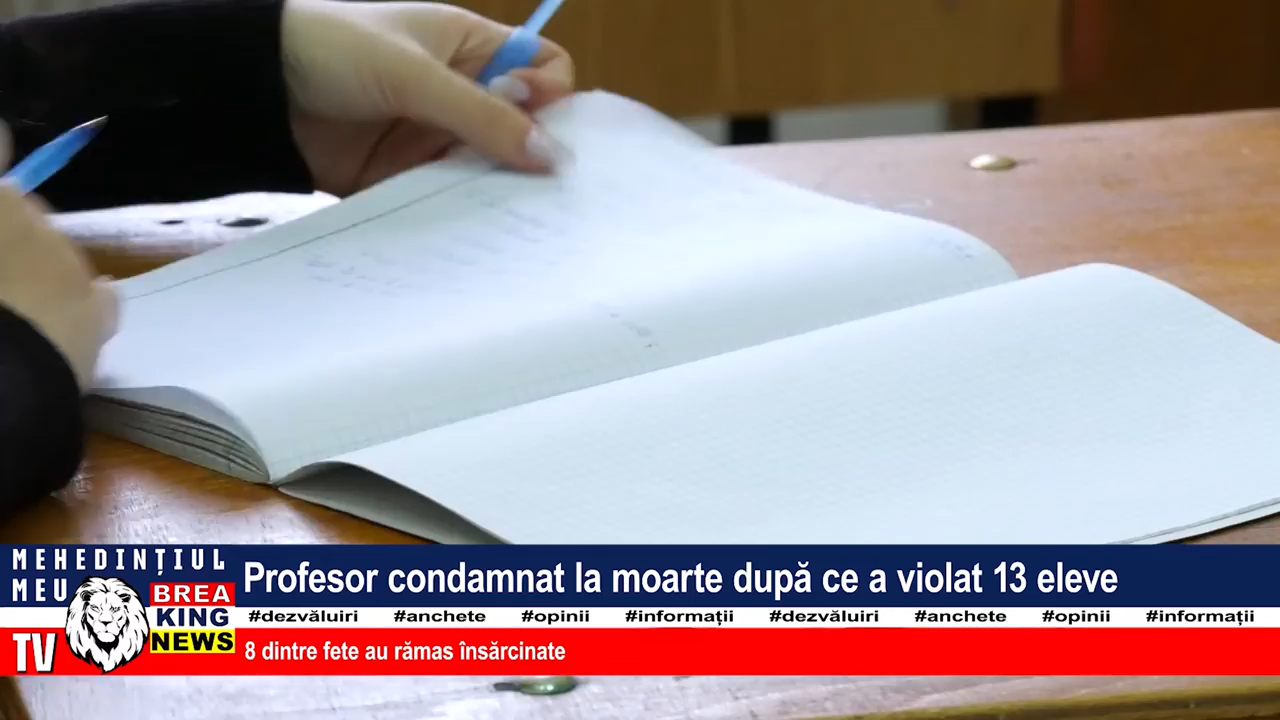 MEHEDINȚIUL
MEU
TV
BREA
KING
NEWS
Profesor condamnat la moarte după ce a violat 13 eleve
#dezvăluiri #anchete #opinii #informații #dezvăluiri #anchete #opinii #informații
8 dintre fete au rămas însărcinate